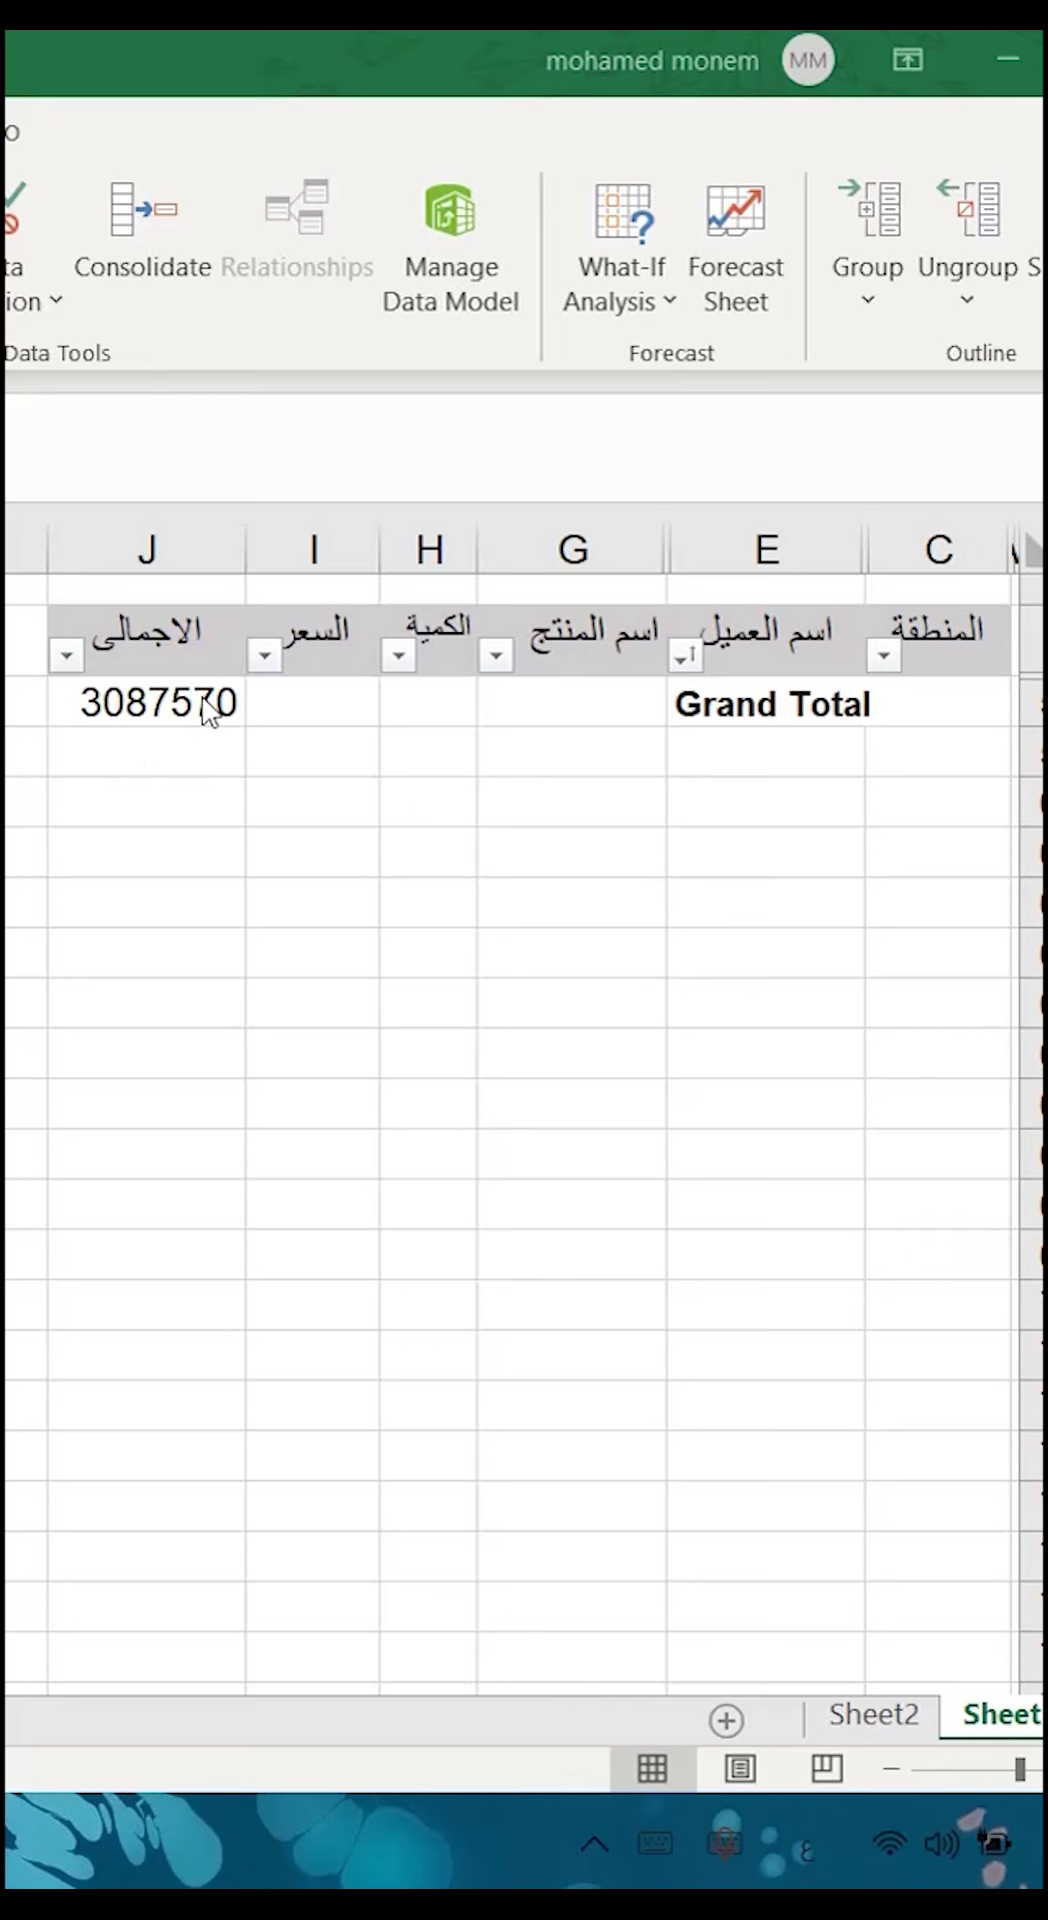 mohamed monem MM
Consolidate Relationships Manage Data Model What-If Analysis Forecast Sheet Group Ungroup
Data Tools Forecast Outline
J I H G E C
المنطقة اسم العميل اسم المنتج الكمية السعر الاجمالى
3087570 Grand Total
Sheet2 Sheet
ع